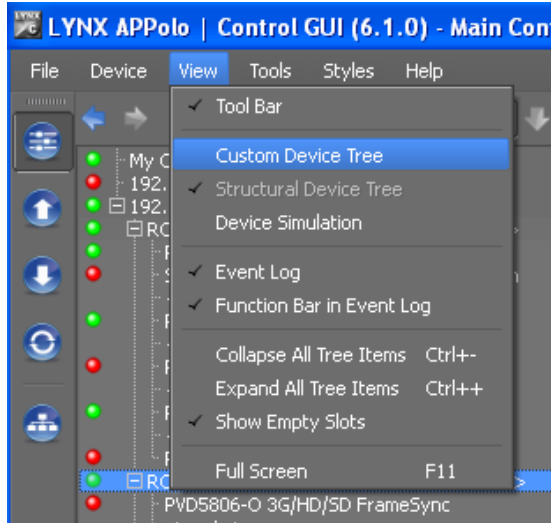 LYNX APPolo | Control GUI (6.1.0) - Main Con
File Device View Tools Styles Help
Tool Bar
Custom Device Tree
Structural Device Tree
Device Simulation
Event Log
Function Bar in Event Log
Collapse All Tree Items Ctrl+-
Expand All Tree Items Ctrl++
Show Empty Slots
Full Screen F11
My C
192.
192.
RC
RC
PVD5806-O 3G/HD/SD FrameSync